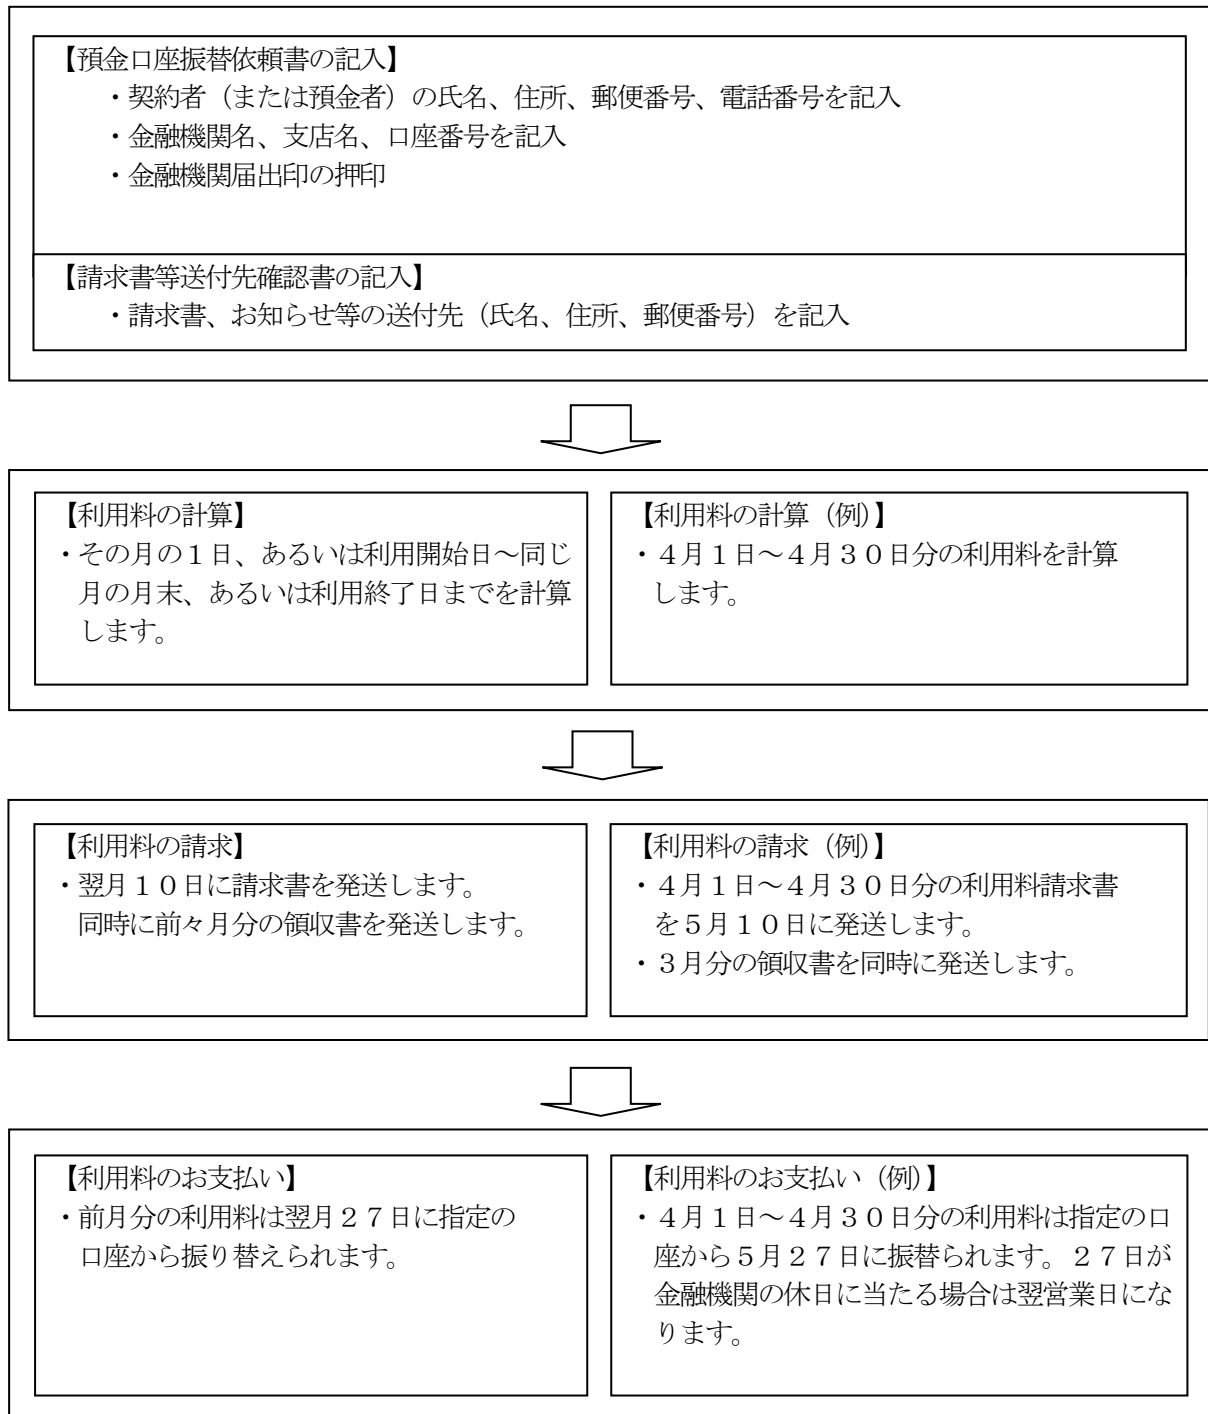 【預金口座振替依頼書の記入】
・契約者（または預金者）の氏名、住所、郵便番号、電話番号を記入
・金融機関名、支店名、口座番号を記入
・金融機関届出印の押印
【請求書等送付先確認書の記入】
・請求書、お知らせ等の送付先（氏名、住所、郵便番号）を記入
【利用料の計算】
・その月の１日、あるいは利用開始日～同じ
月の月末、あるいは利用終了日までを計算
します。
【利用料の計算（例）】
・４月１日～４月３０日分の利用料を計算
します。
【利用料の請求】
・翌月１０日に請求書を発送します。
同時に前々月分の領収書を発送します。
【利用料の請求（例）】
・４月１日～４月３０日分の利用料請求書
を５月１０日に発送します。
・３月分の領収書を同時に発送します。
【利用料のお支払い】
・前月分の利用料は翌月２７日に指定の
口座から振り替えられます。
【利用料のお支払い（例）】
・４月１日～４月３０日分の利用料は指定の口
座から５月２７日に振替られます。２７日が
金融機関の休日に当たる場合は翌営業日にな
ります。